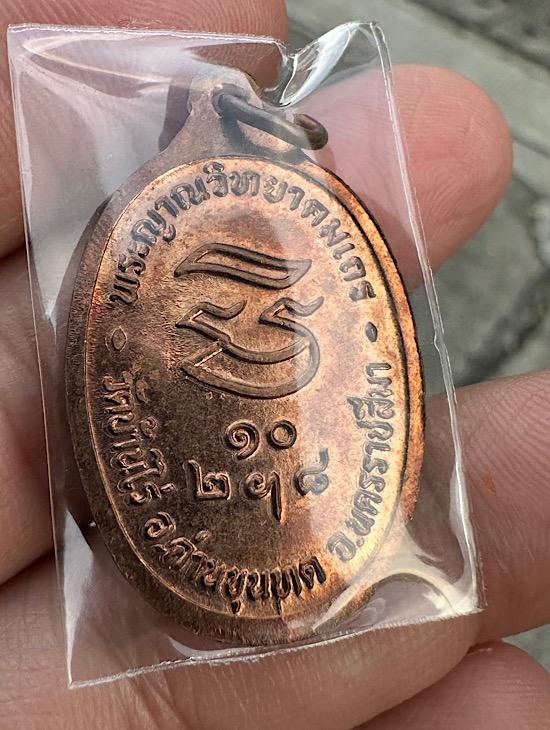 พระญาณวิทยาคมเถร
๑๐
๒ ๗ ๘
วัดบ้านไร่ อ.ด่านขุนทด จ.นครราชสีมา